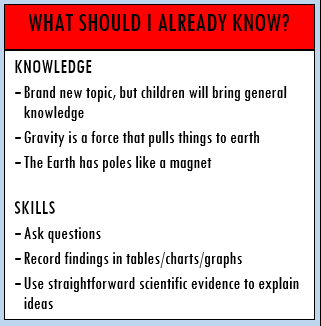 WHAT SHOULD I ALREADY KNOW?
KNOWLEDGE
- Brand new topic, but children will bring general
knowledge
- Gravity is a force that pulls things to earth
- The Earth has poles like a magnet
SKILLS
- Ask questions
- Record findings in tables/charts/graphs
- Use straightforward scientific evidence to explain
ideas